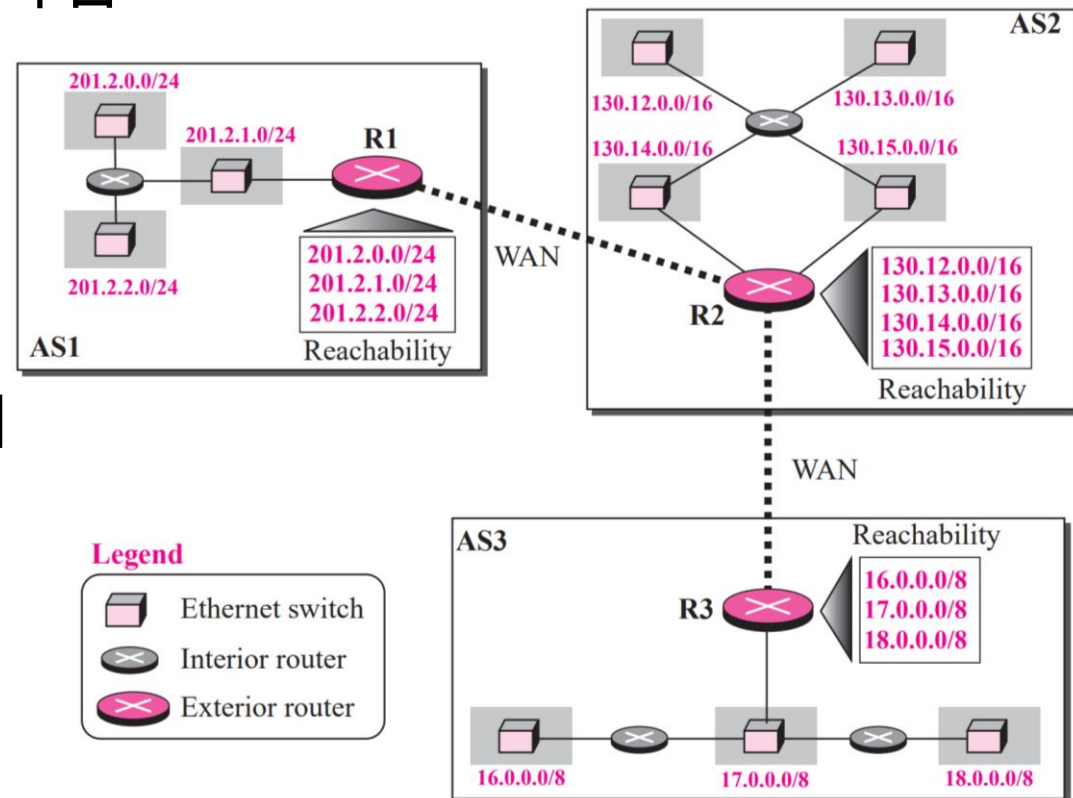 AS1
201.2.0.0/24
201.2.1.0/24
201.2.2.0/24
R1
201.2.0.0/24
201.2.1.0/24
201.2.2.0/24
Reachability
WAN
AS2
130.12.0.0/16
130.13.0.0/16
130.14.0.0/16
130.15.0.0/16
R2
130.12.0.0/16
130.13.0.0/16
130.14.0.0/16
130.15.0.0/16
Reachability
WAN
AS3
Reachability
R3
16.0.0.0/8
17.0.0.0/8
18.0.0.0/8
16.0.0.0/8
17.0.0.0/8
18.0.0.0/8
Legend
Ethernet switch
Interior router
Exterior router